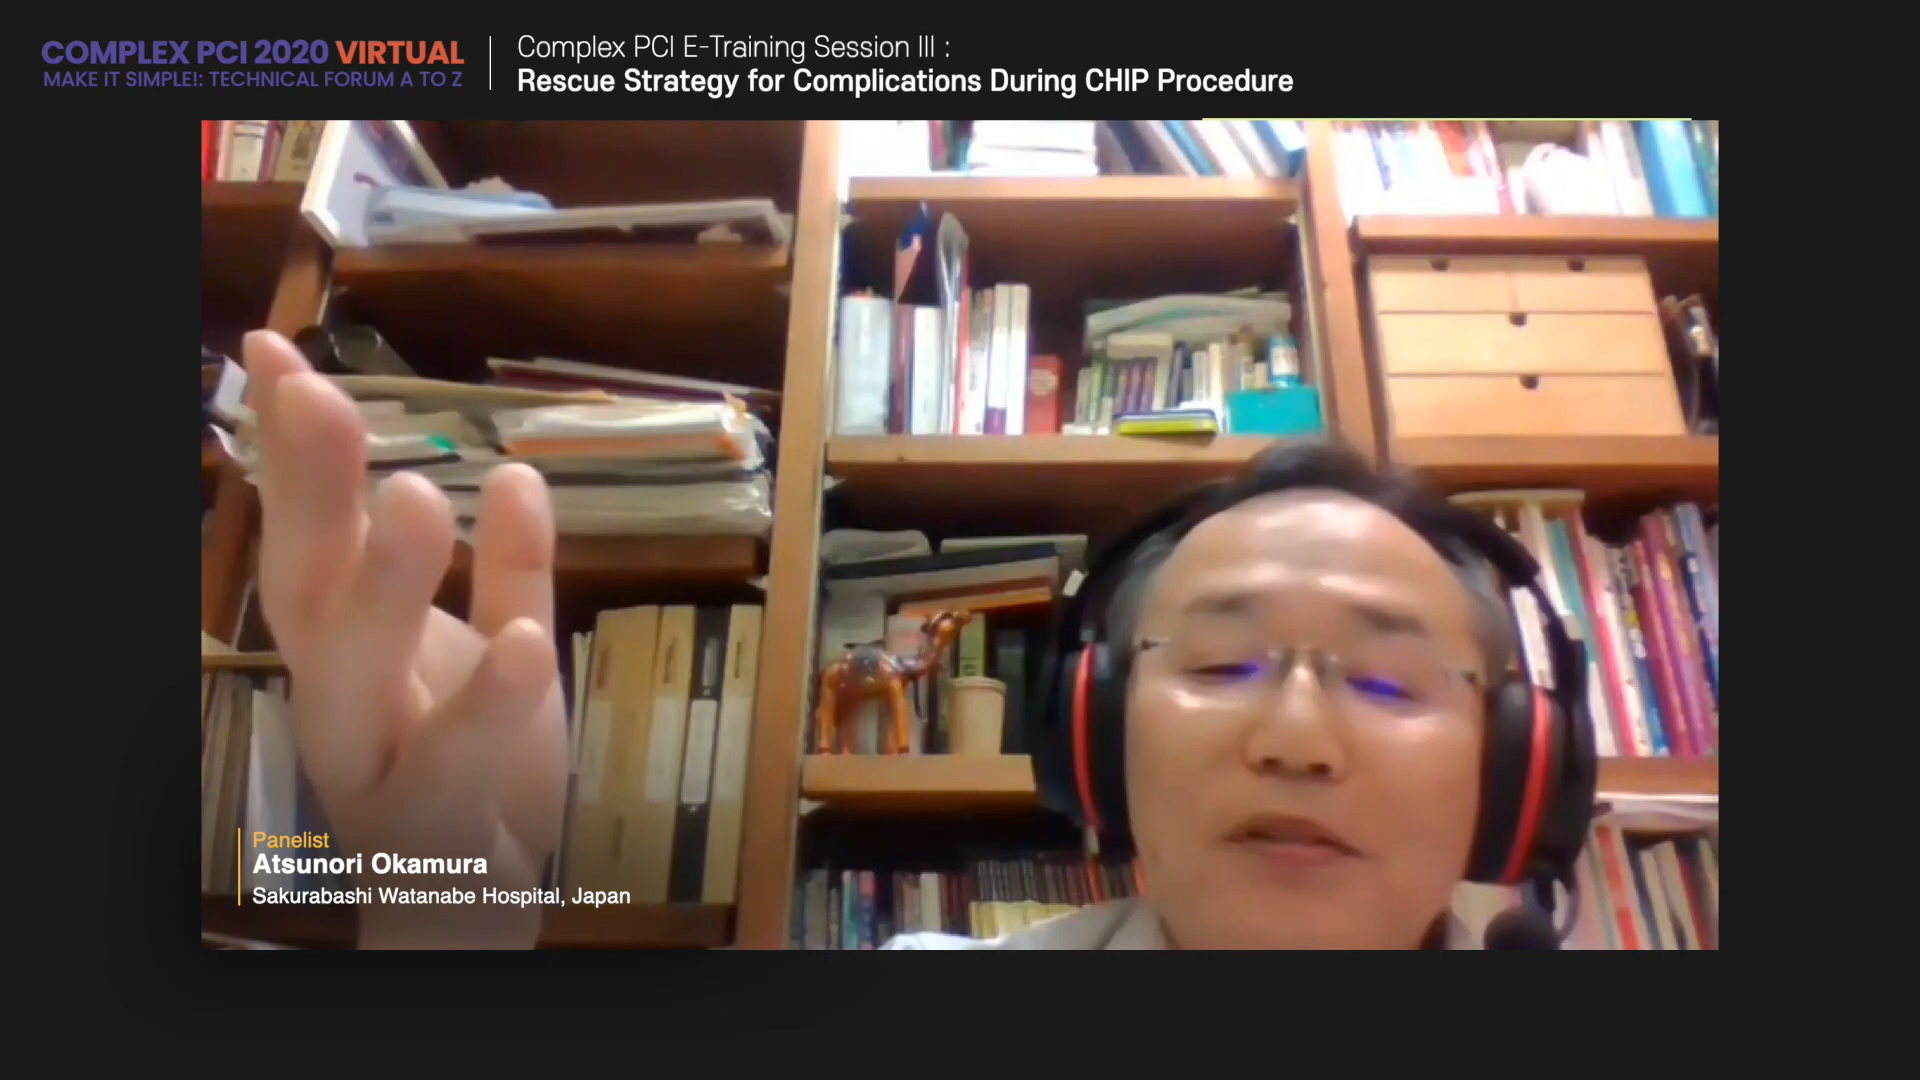 COMPLEX PCI 2020 VIRTUAL
MAKE IT SIMPLE!: TECHNICAL FORUM A TO Z
Complex PCI E-Training Session III :
Rescue Strategy for Complications During CHIP Procedure
Panelist
Atsunori Okamura
Sakurabashi Watanabe Hospital, Japan